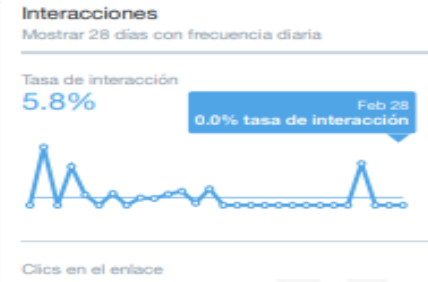 Interacciones
Mostrar 28 días con frecuencia diaria
Tasa de interacción
5.8%
Feb 28
0.0% tasa de interacción
Clics en el enlace